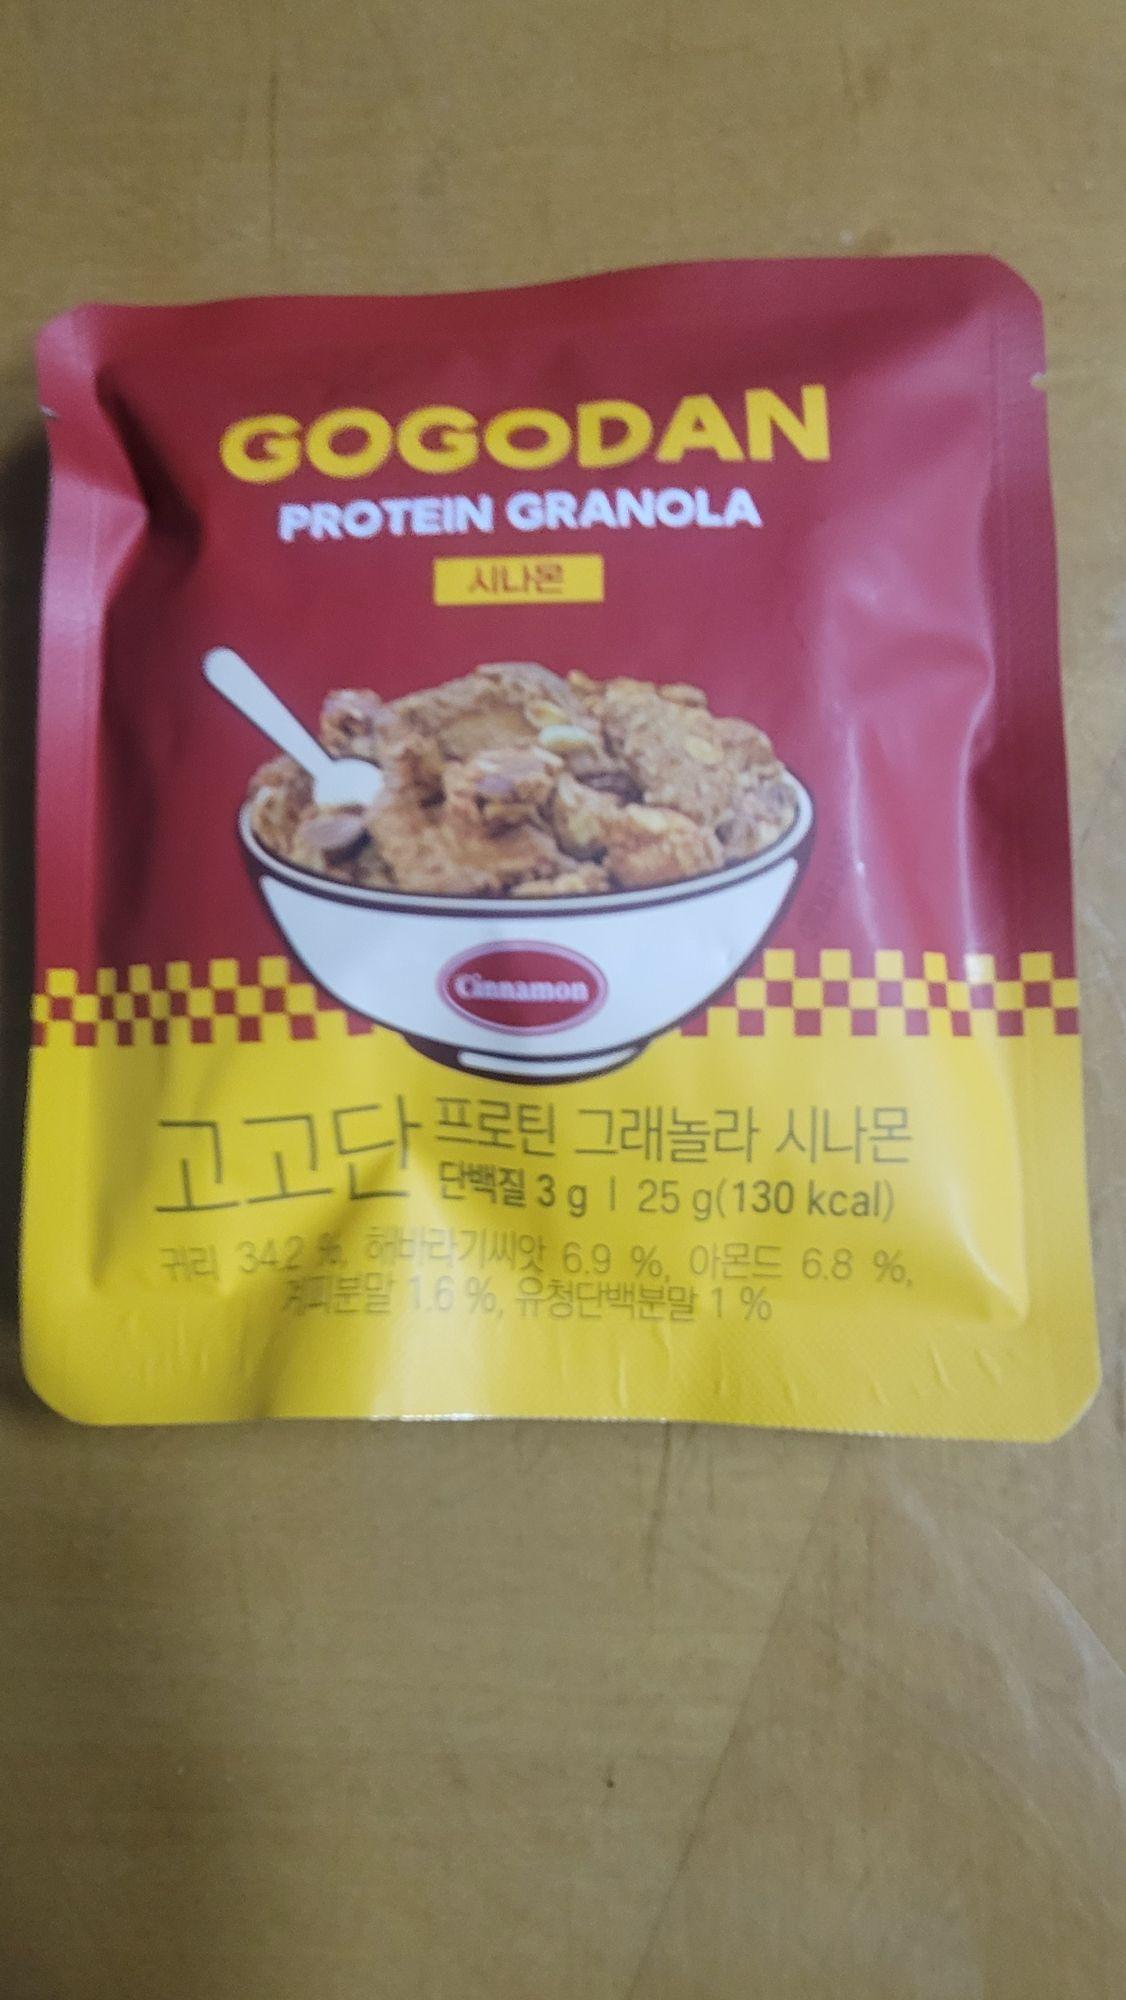 GOGODAN
PROTEIN GRANOLA
시나몬
Cinnamon
고고단 프로틴 그래놀라 시나몬
단백질 3 g | 25 g(130 kcal)
귀리 34.2 %, 해바라기씨앗 6.9 %, 아몬드 6.8 %,
계피분말 1.6 %, 유청단백분말 1 %